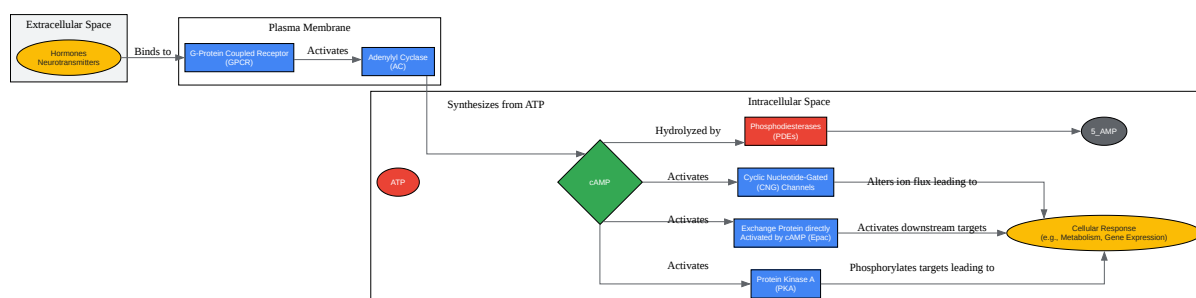 Extracellular Space
Hormones
Neurotransmitters
Binds to
Plasma Membrane
G-Protein Coupled Receptor
(GPCR)
Activates
Adenylyl Cyclase
(AC)
Synthesizes from ATP
Intracellular Space
ATP
cAMP
Hydrolyzed by
Phosphodiesterases
(PDEs)
5_AMP
Activates
Cyclic Nucleotide-Gated
(CNG) Channels
Alters ion flux leading to
Activates
Exchange Protein directly
Activated by cAMP (Epac)
Activates downstream targets
Cellular Response
(e.g., Metabolism, Gene Expression)
Activates
Protein Kinase A
(PKA)
Phosphorylates targets leading to